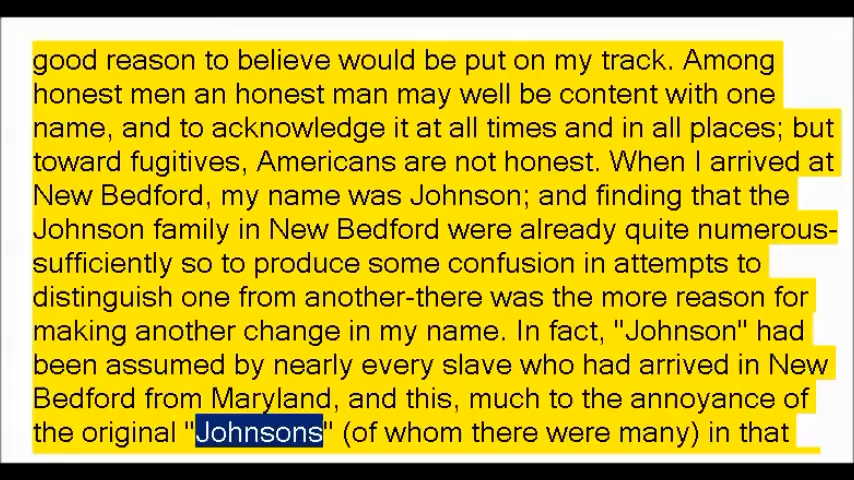 good reason to believe would be put on my track. Among
honest men an honest man may well be content with one
name, and to acknowledge it at all times and in all places; but
toward fugitives, Americans are not honest. When I arrived at
New Bedford, my name was Johnson; and finding that the
Johnson family in New Bedford were already quite numerous-
sufficiently so to produce some confusion in attempts to
distinguish one from another-there was the more reason for
making another change in my name. In fact, "Johnson" had
been assumed by nearly every slave who had arrived in New
Bedford from Maryland, and this, much to the annoyance of
the original "Johnsons" (of whom there were many) in that